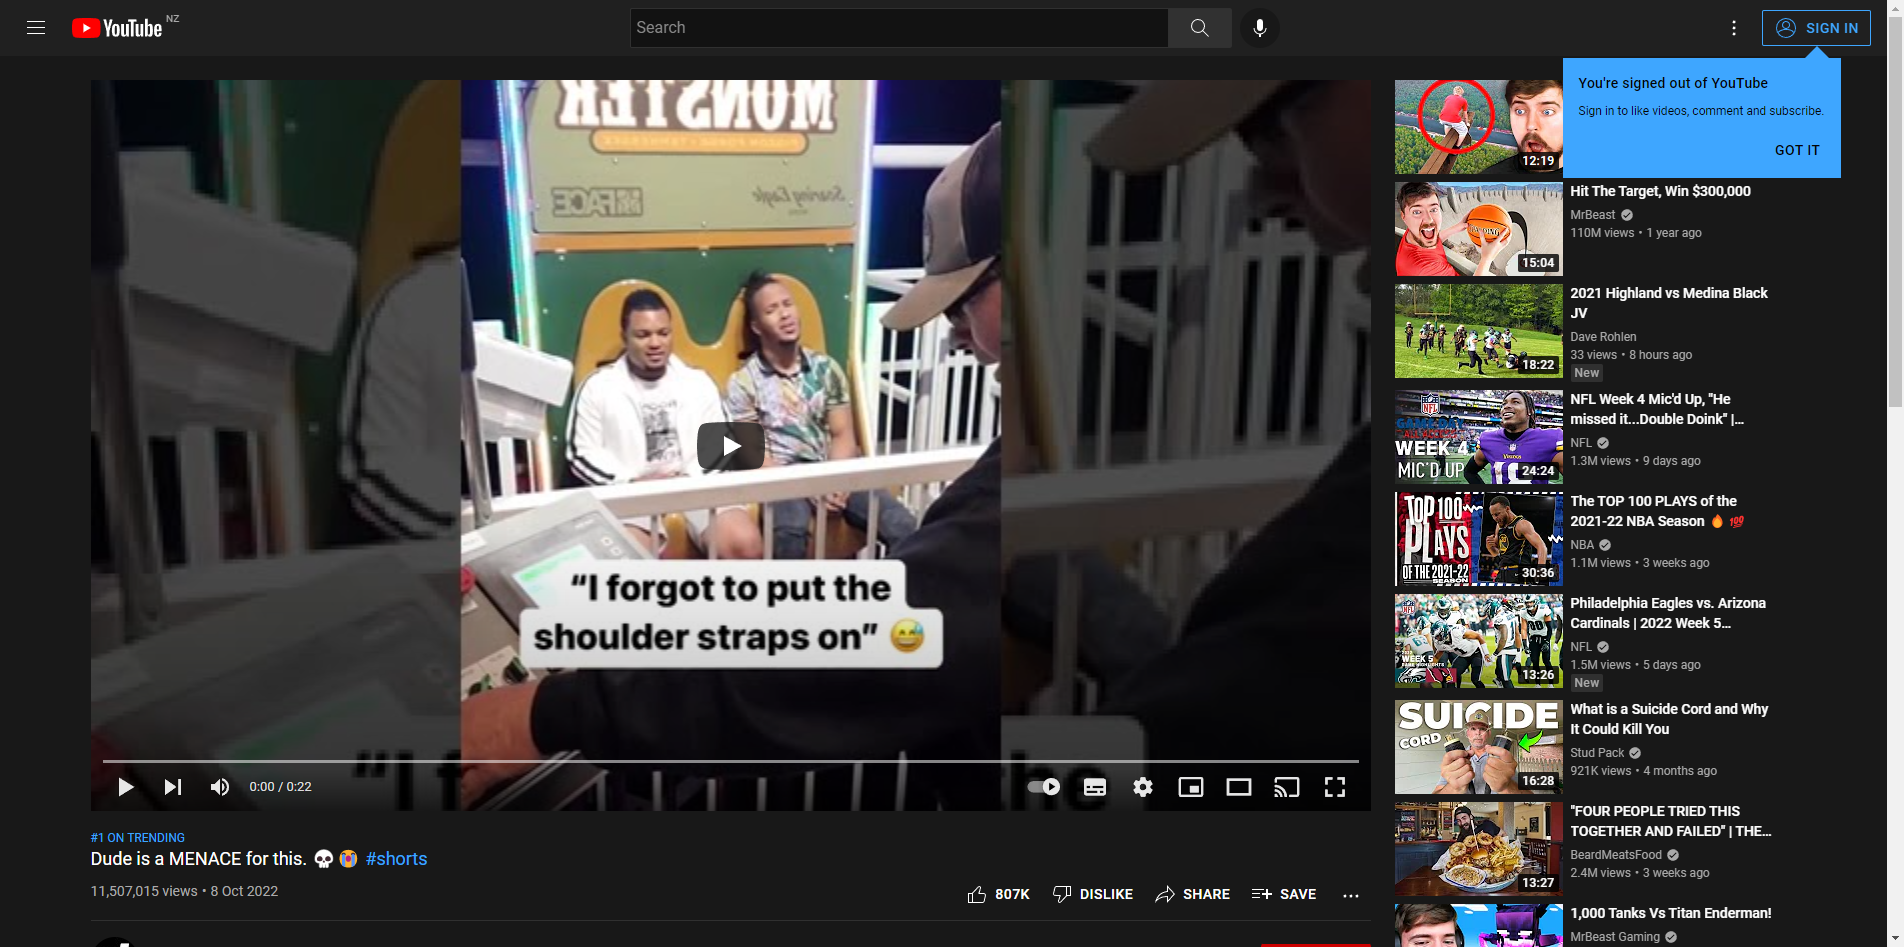 YouTube NZ
Search
SIGN IN
You're signed out of YouTube
Sign in to like videos, comment and subscribe.
GOT IT
MONSTER
FACE
Soaring Eagle
“I forgot to put the
shoulder straps on” 😅
0:00 / 0:22
#1 ON TRENDING
Dude is a MENACE for this. 💀😭 #shorts
11,507,015 views • 8 Oct 2022
807K
DISLIKE
SHARE
SAVE
12:19
15:04
Hit The Target, Win $300,000
MrBeast
110M views • 1 year ago
18:22
2021 Highland vs Medina Black
JV
Dave Rohlen
33 views • 8 hours ago
New
NFL
GAME DAY
WEEK 4
MIC'D UP
24:24
NFL Week 4 Mic'd Up, "He
missed it...Double Doink" |...
NFL
1.3M views • 9 days ago
TOP 100
PLAYS
OF THE 2021-22
SEASON
30:36
The TOP 100 PLAYS of the
2021-22 NBA Season 🔥 💯
NBA
1.1M views • 3 weeks ago
WEEK 5
13:26
Philadelphia Eagles vs. Arizona
Cardinals | 2022 Week 5...
NFL
1.5M views • 5 days ago
New
SUICIDE
CORD
16:28
What is a Suicide Cord and Why
It Could Kill You
Stud Pack
921K views • 4 months ago
13:27
"FOUR PEOPLE TRIED THIS
TOGETHER AND FAILED" | THE...
BeardMeatsFood
2.4M views • 3 weeks ago
1,000 Tanks Vs Titan Enderman!
MrBeast Gaming